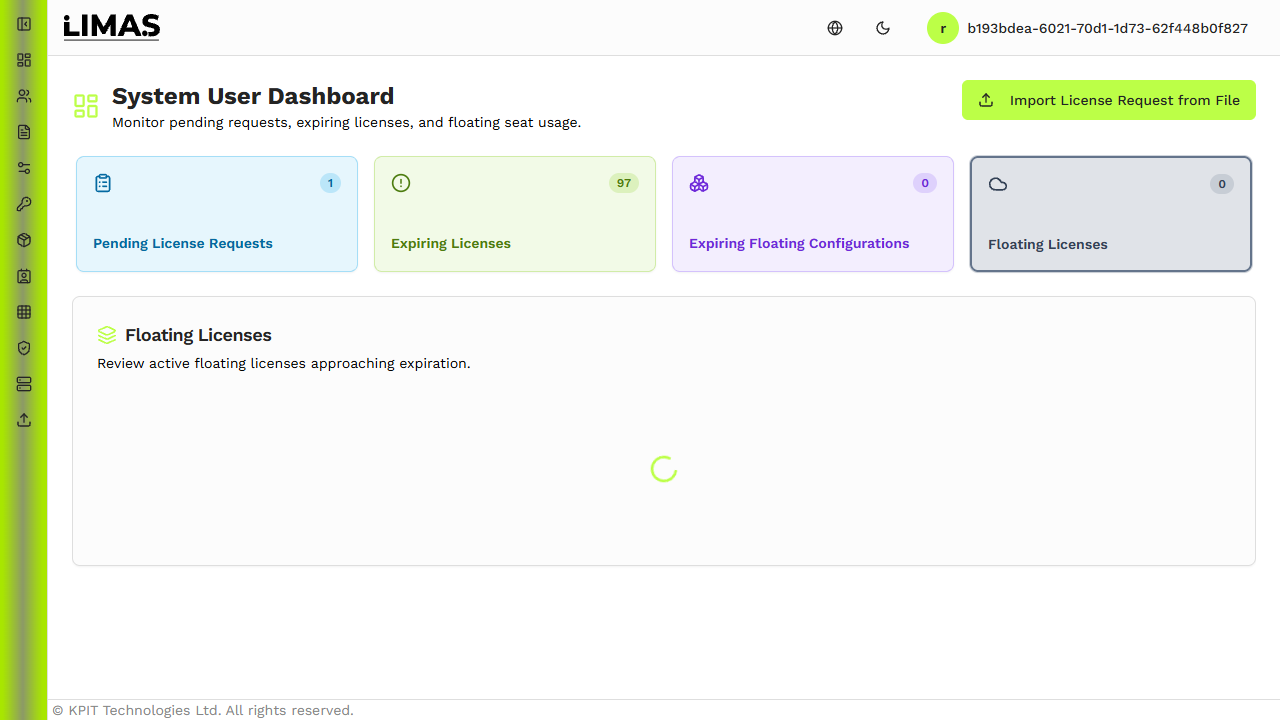 LIMAS
r
b193bdea-6021-70d1-1d73-62f448b0f827
System User Dashboard
Monitor pending requests, expiring licenses, and floating seat usage.
Import License Request from File
1
Pending License Requests
97
Expiring Licenses
0
Expiring Floating Configurations
0
Floating Licenses
Floating Licenses
Review active floating licenses approaching expiration.
© KPIT Technologies Ltd. All rights reserved.